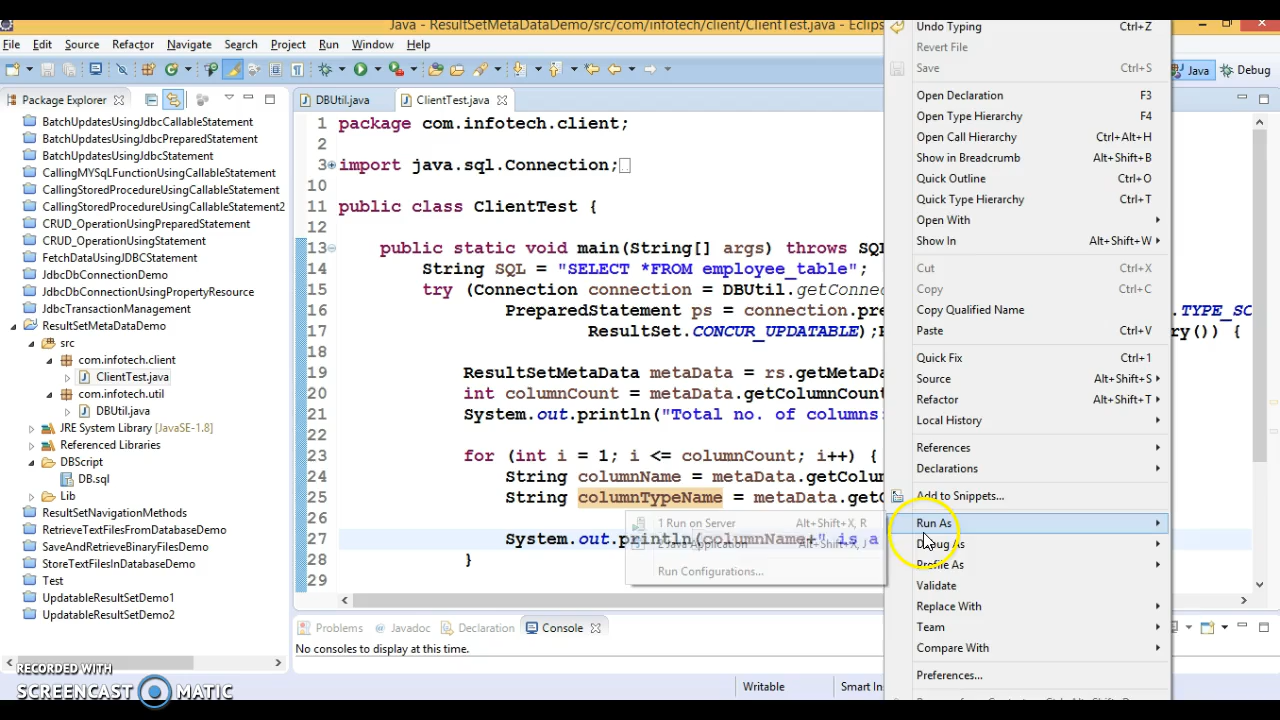 Java - ResultSetMetaDataDemo/src/com/infotech/client/ClientTest.java - Eclips
File Edit Source Refactor Navigate Search Project Run Window Help
Java Debug
Package Explorer
BatchUpdatesUsingJdbcCallableStatement
BatchUpdatesUsingJdbcPreparedStatement
BatchUpdatesUsingJdbcStatement
CallingMYSqlFunctionUsingCallableStatement
CallingStoredProcedureUsingCallableStatement
CallingStoredProcedureUsingCallableStatement2
CRUD_OperationUsingPreparedStatement
CRUD_OperationUsingStatement
FetchDataUsingJDBCStatement
JdbcDbConnectionDemo
JdbcDbConnectionUsingPropertyResource
JdbcTransactionManagement
ResultSetMetaDataDemo
src
com.infotech.client
ClientTest.java
com.infotech.util
DBUtil.java
JRE System Library [JavaSE-1.8]
Referenced Libraries
DBScript
DB.sql
Lib
ResultSetNavigationMethods
RetrieveTextFilesFromDatabaseDemo
SaveAndRetrieveBinaryFilesDemo
StoreTextFilesInDatabaseDemo
Test
UpdatableResultSetDemo1
UpdatableResultSetDemo2
DBUtil.java ClientTest.java
1 package com.infotech.client;
2
3 import java.sql.Connection;
10
11 public class ClientTest {
12
13 public static void main(String[] args) throws SQL
14 String SQL = "SELECT *FROM employee_table";
15 try (Connection connection = DBUtil.getConnec
16 PreparedStatement ps = connection.pre .TYPE_SC
17 ResultSet.CONCUR_UPDATABLE); ry()) {
18
19 ResultSetMetaData metaData = rs.getMetaDa
20 int columnCount = metaData.getColumnCount
21 System.out.println("Total no. of columns:
22
23 for (int i = 1; i <= columnCount; i++) {
24 String columnName = metaData.getColum
25 String columnTypeName = metaData.getC
26
27 System.out.println(columnName+" is a
28 }
29
1 Run on Server Alt+Shift+X, R
2 Java Application Alt+Shift+X, J
Run Configurations...
Undo Typing Ctrl+Z
Revert File
Save Ctrl+S
Open Declaration F3
Open Type Hierarchy F4
Open Call Hierarchy Ctrl+Alt+H
Show in Breadcrumb Alt+Shift+B
Quick Outline Ctrl+O
Quick Type Hierarchy Ctrl+T
Open With
Show In Alt+Shift+W
Cut Ctrl+X
Copy Ctrl+C
Copy Qualified Name
Paste Ctrl+V
Quick Fix Ctrl+1
Source Alt+Shift+S
Refactor Alt+Shift+T
Local History
References
Declarations
Add to Snippets...
Run As
Debug As
Profile As
Validate
Replace With
Team
Compare With
Preferences...
Problems Javadoc Declaration Console
No consoles to display at this time.
Writable Smart Ins
RECORDED WITH
SCREENCAST MATIC